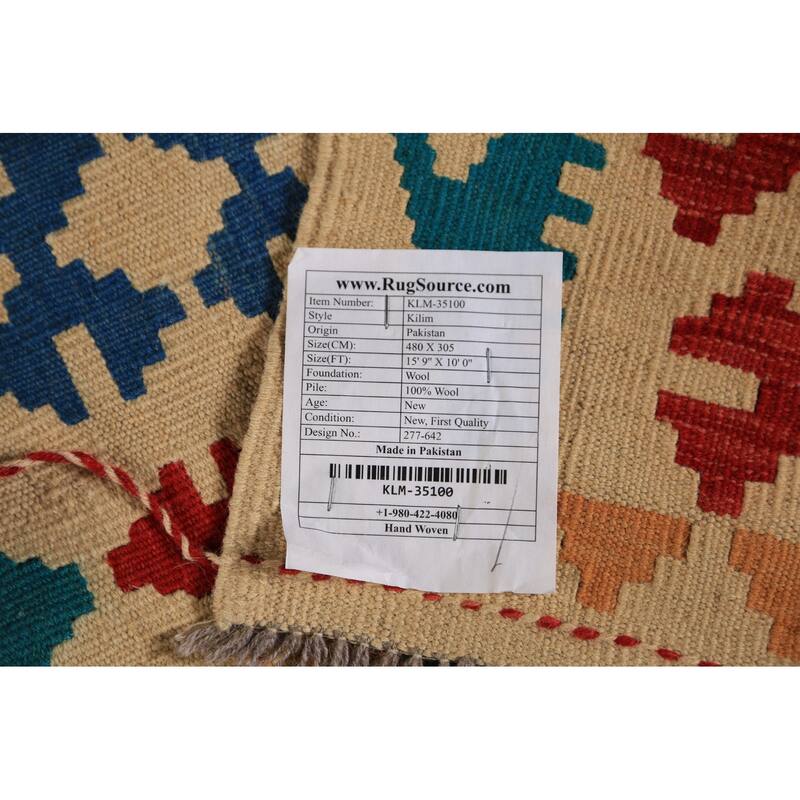 www.RugSource.com
Item Number: KLM-35100
Style Kilim
Origin Pakistan
Size(CM): 480 X 305
Size(FT): 15' 9" X 10' 0"
Foundation: Wool
Pile: 100% Wool
Age: New
Condition: New, First Quality
Design No.: 277-642
Made in Pakistan
KLM-35100
+1-980-422-4080
Hand Woven